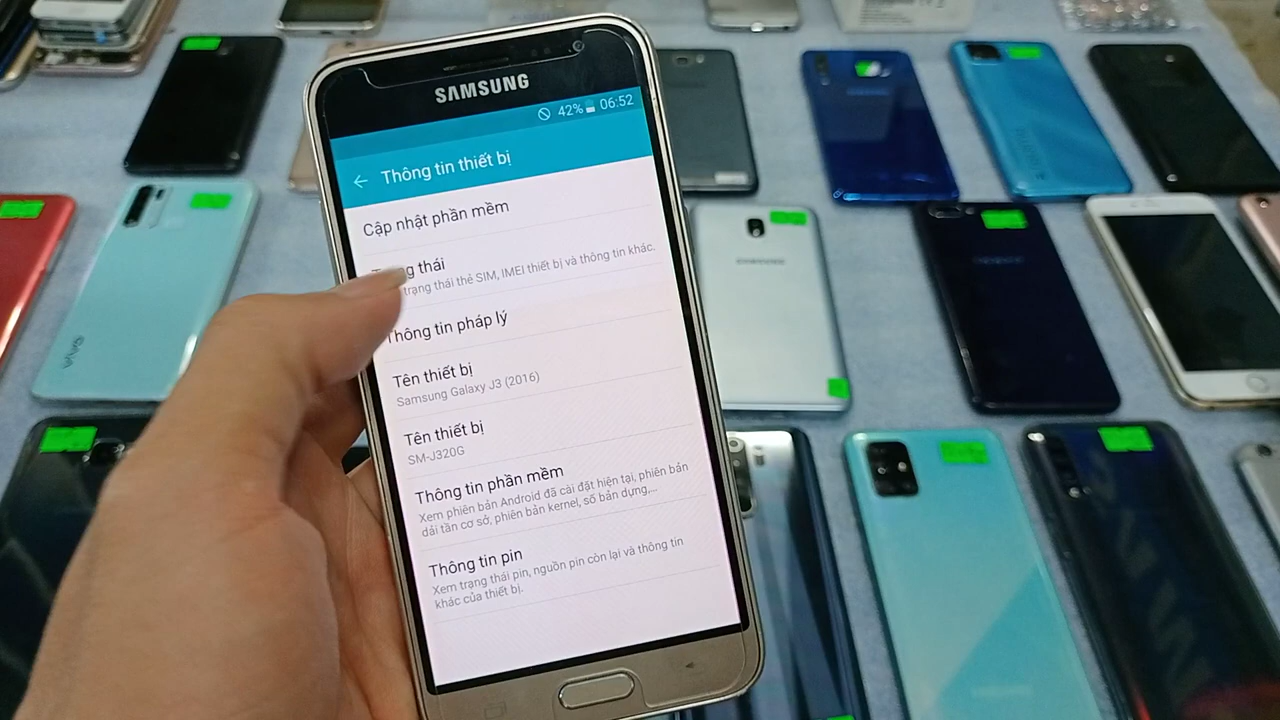 SAMSUNG
42% 06:52
Thông tin thiết bị
Cập nhật phần mềm
thái
trạng thái thẻ SIM, IMEI thiết bị và thông tin khác.
Thông tin pháp lý
Tên thiết bị
Samsung Galaxy J3 (2016)
Tên thiết bị
SM-J320G
Thông tin phần mềm
Xem phiên bản Android đã cài đặt hiện tại, phiên bản
dải tần cơ sở, phiên bản kernel, số bản dựng,...
Thông tin pin
Xem trạng thái pin, nguồn pin còn lại và thông tin
khác của thiết bị.
SAMSUNG